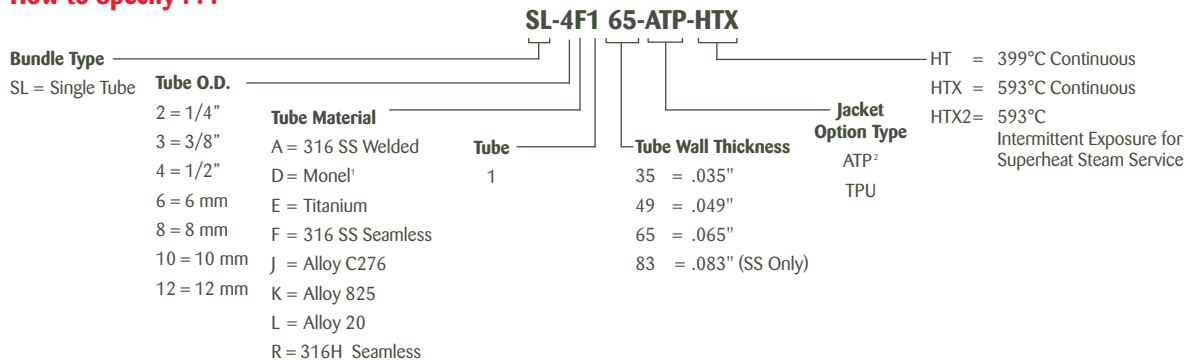 How to Specify . . .
SL-4F1 65-ATP-HTX
Bundle Type
SL = Single Tube
Tube O.D.
2 = 1/4”
3 = 3/8”
4 = 1/2”
6 = 6 mm
8 = 8 mm
10 = 10 mm
12 = 12 mm
Tube Material
A = 316 SS Welded
D = Monel¹
E = Titanium
F = 316 SS Seamless
J = Alloy C276
K = Alloy 825
L = Alloy 20
R = 316H Seamless
Tube
1
Tube Wall Thickness
35 = .035"
49 = .049"
65 = .065"
83 = .083" (SS Only)
Jacket
Option Type
ATP²
TPU
HT = 399°C Continuous
HTX = 593°C Continuous
HTX2= 593°C
Intermittent Exposure for
Superheat Steam Service